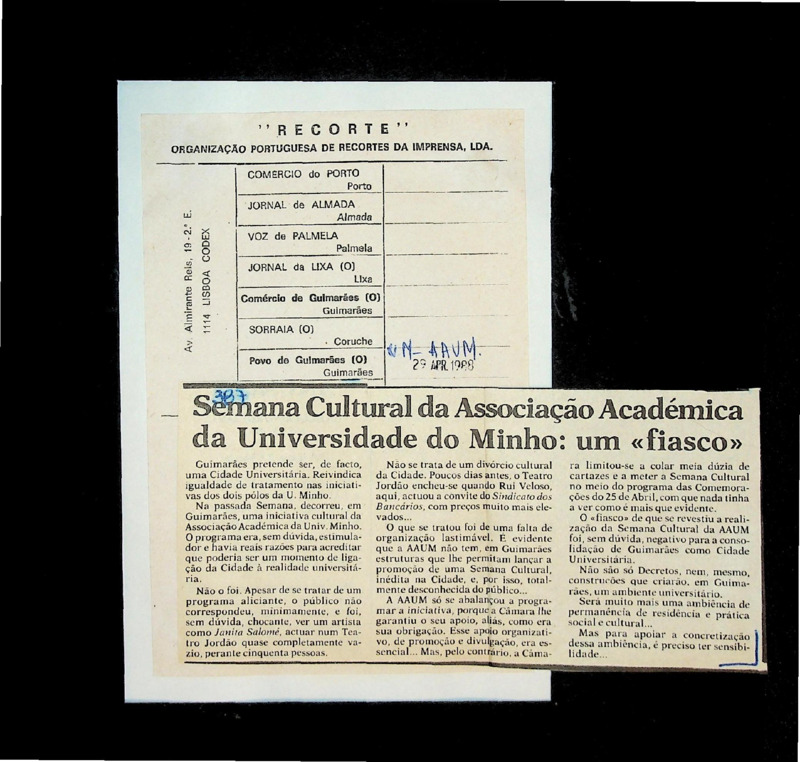 "RECORTE"
ORGANIZAÇÃO PORTUGUESA DE RECORTES DA IMPRENSA, LDA.
Av. Almirante Reis, 19-2.º E.
1114 LISBOA CODEX
COMERCIO do PORTO
Porto
JORNAL de ALMADA
Almada
VOZ de PALMELA
Palmela
JORNAL da LIXA (O)
Lixa
Comércio de Guimarães (O)
Guimarães
SORRAIA (O)
Coruche
Povo de Guimarães (O)
Guimarães
UM-AAUM.
29 APR. 1988
387
Semana Cultural da Associação Académica
da Universidade do Minho: um «fiasco»
Guimarães pretende ser, de facto,
uma Cidade Universitária. Reivindica
igualdade de tratamento nas iniciati-
vas dos dois pólos da U. Minho.
Na passada Semana, decorreu, em
Guimarães, uma iniciativa cultural da
Associação Académica da Univ. Minho.
O programa era, sem dúvida, estimula-
dor e havia reais razões para acreditar
que poderia ser um momento de liga-
ção da Cidade à realidade universitá-
ria.
Não o foi. Apesar de se tratar de um
programa aliciante, o público não
correspondeu, minimamente, e foi,
sem dúvida, chocante, ver um artista
como Janita Salomé, actuar num Tea-
tro Jordão quase completamente va-
zio, perante cinquenta pessoas.
Não se trata de um divórcio cultural
da Cidade. Poucos dias antes, o Teatro
Jordão encheu-se quando Rui Veloso,
aqui, actuou a convite do Sindicato dos
Bancários, com preços muito mais ele-
vados...
O que se tratou foi de uma falta de
organização lastimável. É evidente
que a AAUM não tem, em Guimarães
estruturas que lhe permitam lançar a
promoção de uma Semana Cultural,
inédita na Cidade, e, por isso, total-
mente desconhecida do público...
A AAUM só se abalançou a progra-
mar a iniciativa, porque a Câmara lhe
garantiu o seu apoio, aliás, como era
sua obrigação. Esse apoio organizati-
vo, de promoção e divulgação, era es-
sencial... Mas, pelo contrário, a Câma-
ra limitou-se a colar meia dúzia de
cartazes e a meter a Semana Cultural
no meio do programa das Comemora-
ções do 25 de Abril, com que nada tinha
a ver como é mais que evidente.
O «fiasco» de que se revestiu a reali-
zação da Semana Cultural da AAUM
foi, sem dúvida, negativo para a conso-
lidação de Guimarães como Cidade
Universitária.
Não são só Decretos, nem, mesmo,
construcões que criarão, em Guima-
rães, um ambiente universitário.
Será muito mais uma ambiência de
permanência de residência e prática
social e cultural...
Mas para apoiar a concretização
dessa ambiência, é preciso ter sensibi-
lidade...